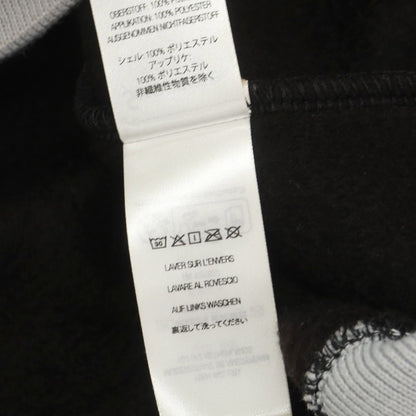 OBERSTOFF: 100% POLYESTER
APPLIKATION: 100% POLYESTER
AUSGENOMMEN NICHTFASERSTOFF
シェル: 100% ポリエステル
アップリケ:
100% ポリエステル
非繊維性物質を除く
LAVER SUR L'ENVERS
LAVARE AL ROVESCIO
AUF LINKS WASCHEN
裏返して洗ってください